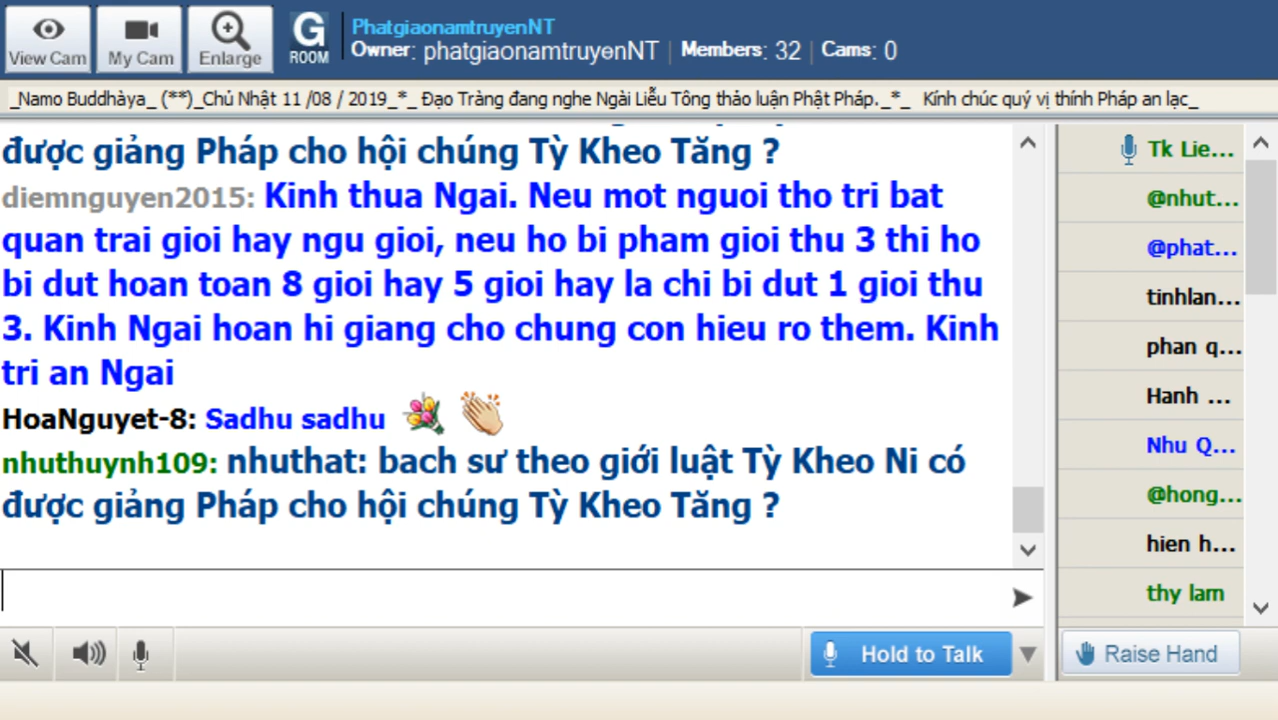 View Cam
My Cam
Enlarge
G
ROOM
PhatgiaonamtruyenNT
Owner: phatgiaonamtruyenNT | Members: 32 | Cams: 0
_Namo Buddhàya_ (**)_Chủ Nhật 11 /08 / 2019_*_ Đạo Tràng đang nghe Ngài Liễu Tông thảo luận Phật Pháp._*_ Kính chúc quý vị thính Pháp an lạc_
được giảng Pháp cho hội chúng Tỳ Kheo Tăng ?
diemnguyen2015: Kinh thua Ngai. Neu mot nguoi tho tri bat
quan trai gioi hay ngu gioi, neu ho bi pham gioi thu 3 thi ho
bi dut hoan toan 8 gioi hay 5 gioi hay la chi bi dut 1 gioi thu
3. Kinh Ngai hoan hi giang cho chung con hieu ro them. Kinh
tri an Ngai
HoaNguyet-8: Sadhu sadhu
nhuthuynh109: nhuthat: bach sư theo giới luật Tỳ Kheo Ni có
được giảng Pháp cho hội chúng Tỳ Kheo Tăng ?
Tk Lie...
@nhut...
@phat...
tinhlan...
phan q...
Hanh ...
Nhu Q...
@hong...
hien h...
thy lam
Hold to Talk
Raise Hand